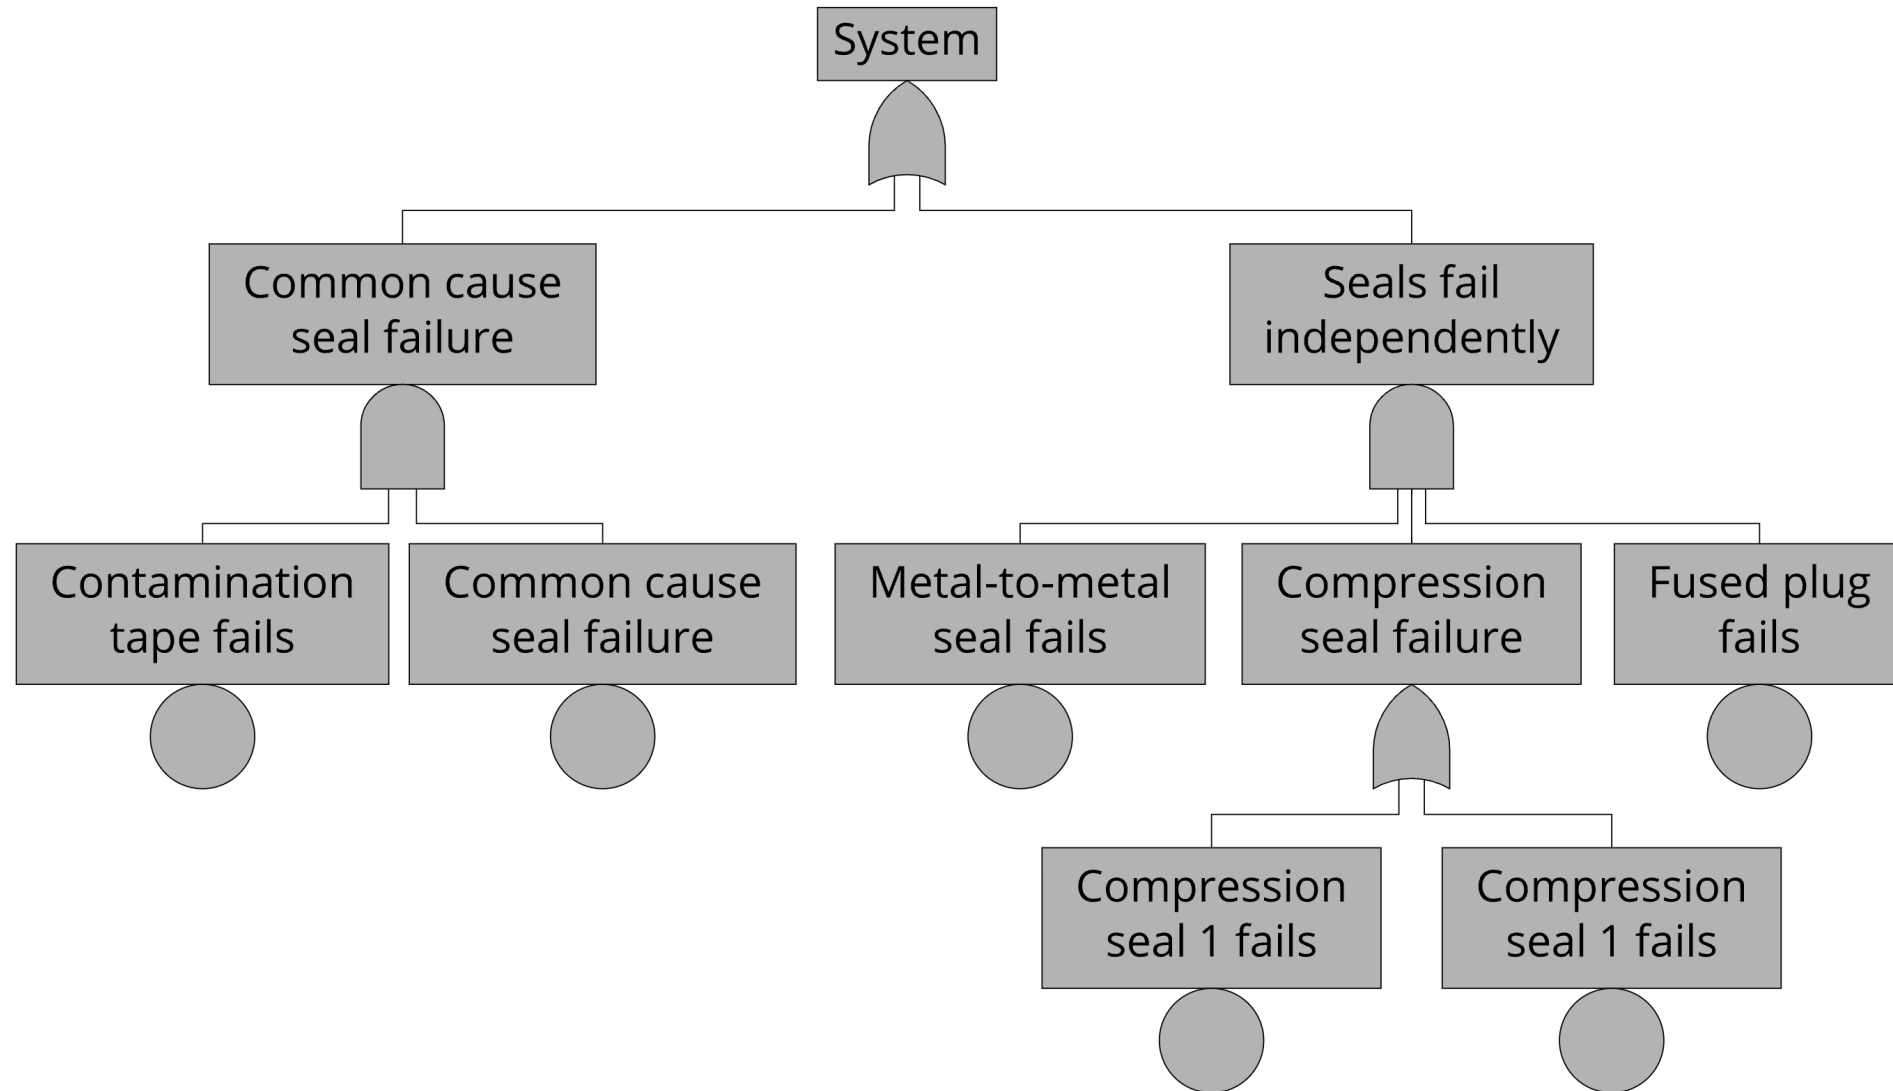 System
Common cause
seal failure
Seals fail
independently
Contamination
tape fails
Common cause
seal failure
Metal-to-metal
seal fails
Compression
seal failure
Fused plug
fails
Compression
seal 1 fails
Compression
seal 1 fails